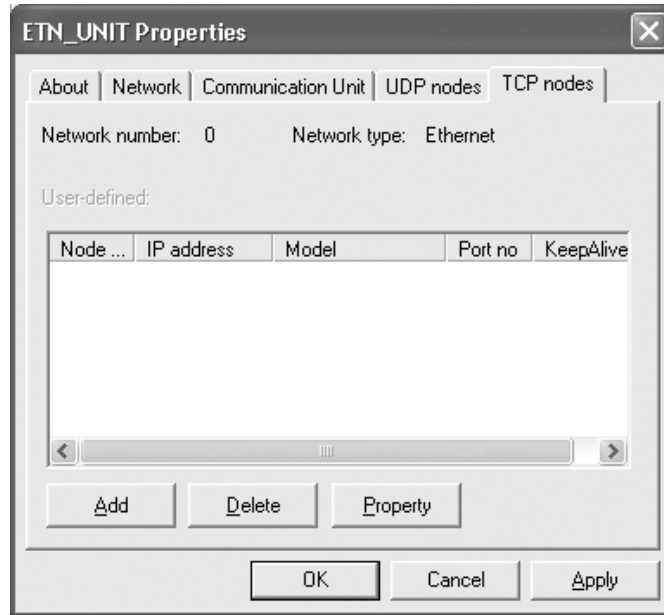 ETN_UNIT Properties
About Network Communication Unit UDP nodes TCP nodes
Network number: 0 Network type: Ethernet
User-defined:
Node ... IP address Model Port no KeepAlive
Add Delete Property
OK Cancel Apply